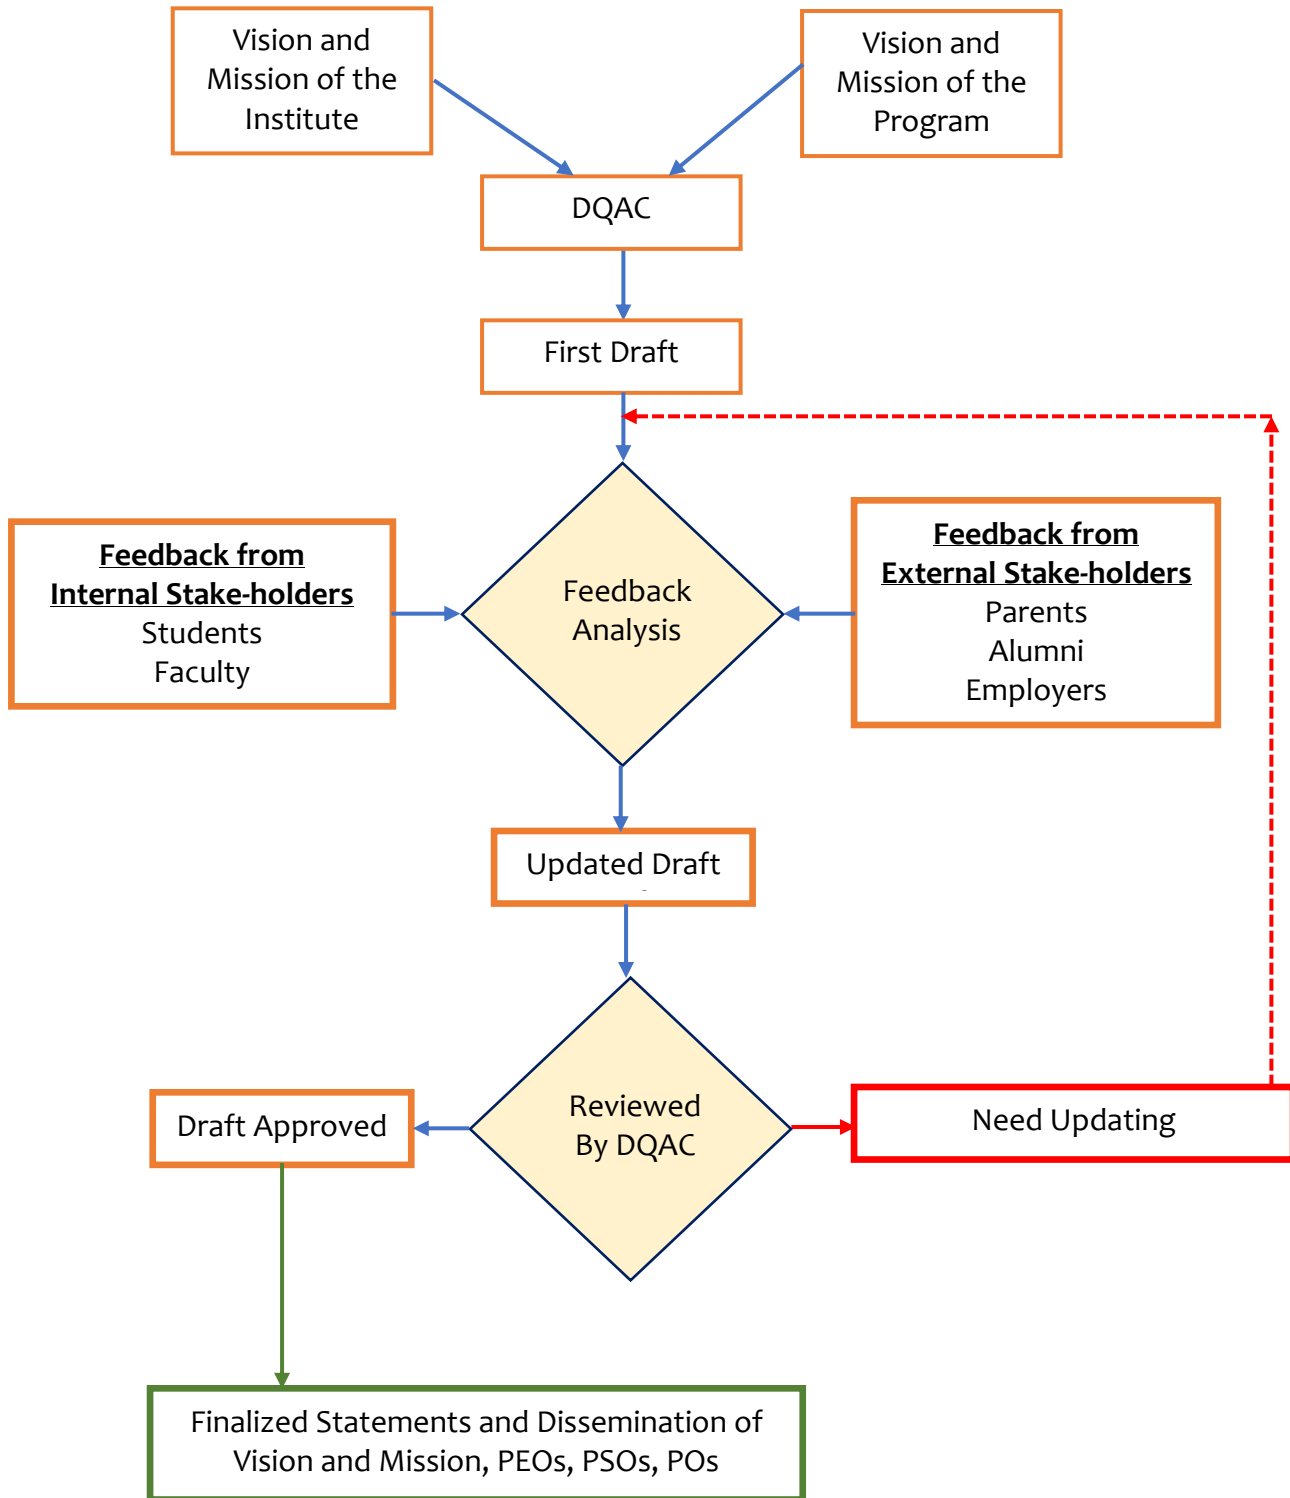 Vision and
Mission of the
Institute
Vision and
Mission of the
Program
DQAC
First Draft
Feedback from
Internal Stake-holders
Students
Faculty
Feedback
Analysis
Feedback from
External Stake-holders
Parents
Alumni
Employers
Updated Draft
Reviewed
By DQAC
Draft Approved
Need Updating
Finalized Statements and Dissemination of
Vision and Mission, PEOs, PSOs, POs